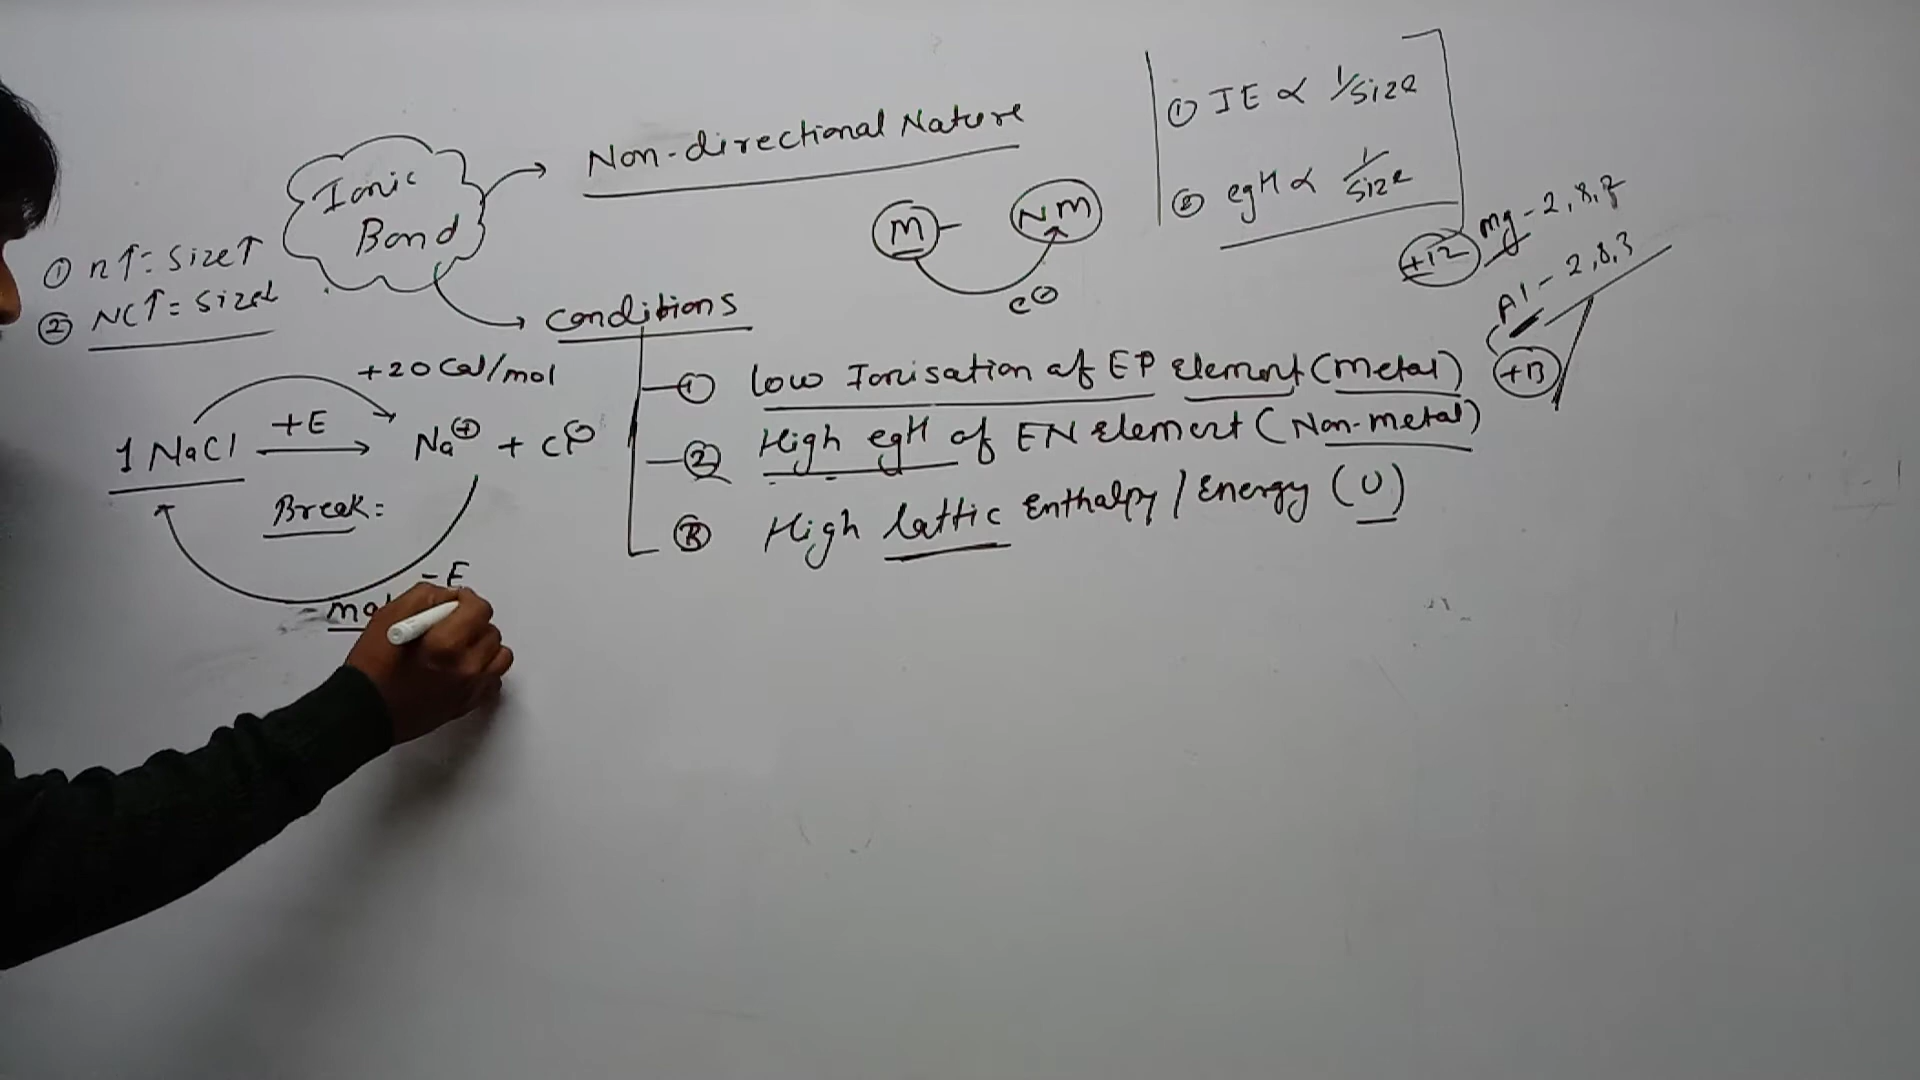 Ionic
Bond
Non-directional Nature
M
NM
e⊖
① IE ∝ 1/size
② egH ∝ 1/size
+12 mg - 2, 8, 2
Al - 2, 8, 3
+13
① n↑ = size↑
② NC↑ = size↓
Conditions
① Low Ionisation of EP element (Metal)
② High egH of EN element (Non-metal)
③ High lattic Enthalpy / Energy (U)
+20 Cal/mol
1 NaCl +E Na⊕ + Cl⊖
Break =
-E